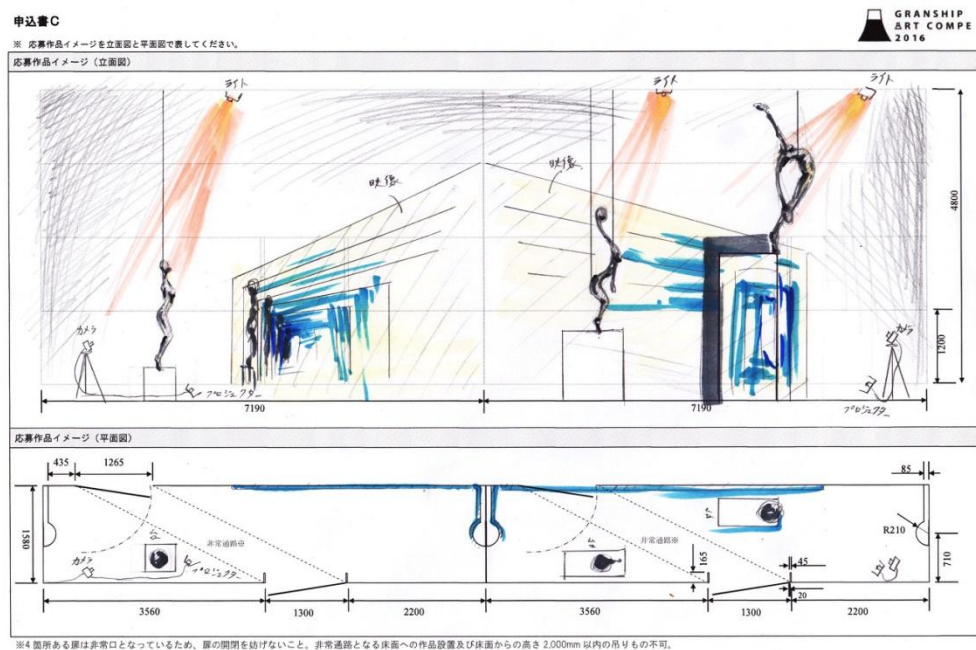 申込書C
GRANSHIP
ART COMPE
2016
※ 応募作品イメージを立面図と平面図で表してください。
応募作品イメージ（立面図）
ライト
ライト
ライト
映像
映像
4800
カメラ
カメラ
1200
プロジェクター
プロジェクター
7190
7190
応募作品イメージ（平面図）
435
1265
85
1580
非常通路※
非常通路※
R210
カメラ
プロジェクター
165
45
710
20
3560
1300
2200
3560
1300
2200
※4 箇所ある扉は非常口となっているため、扉の開閉を妨げないこと。非常通路となる床面への作品設置及び床面からの高さ 2,000mm 以内の吊りもの不可。